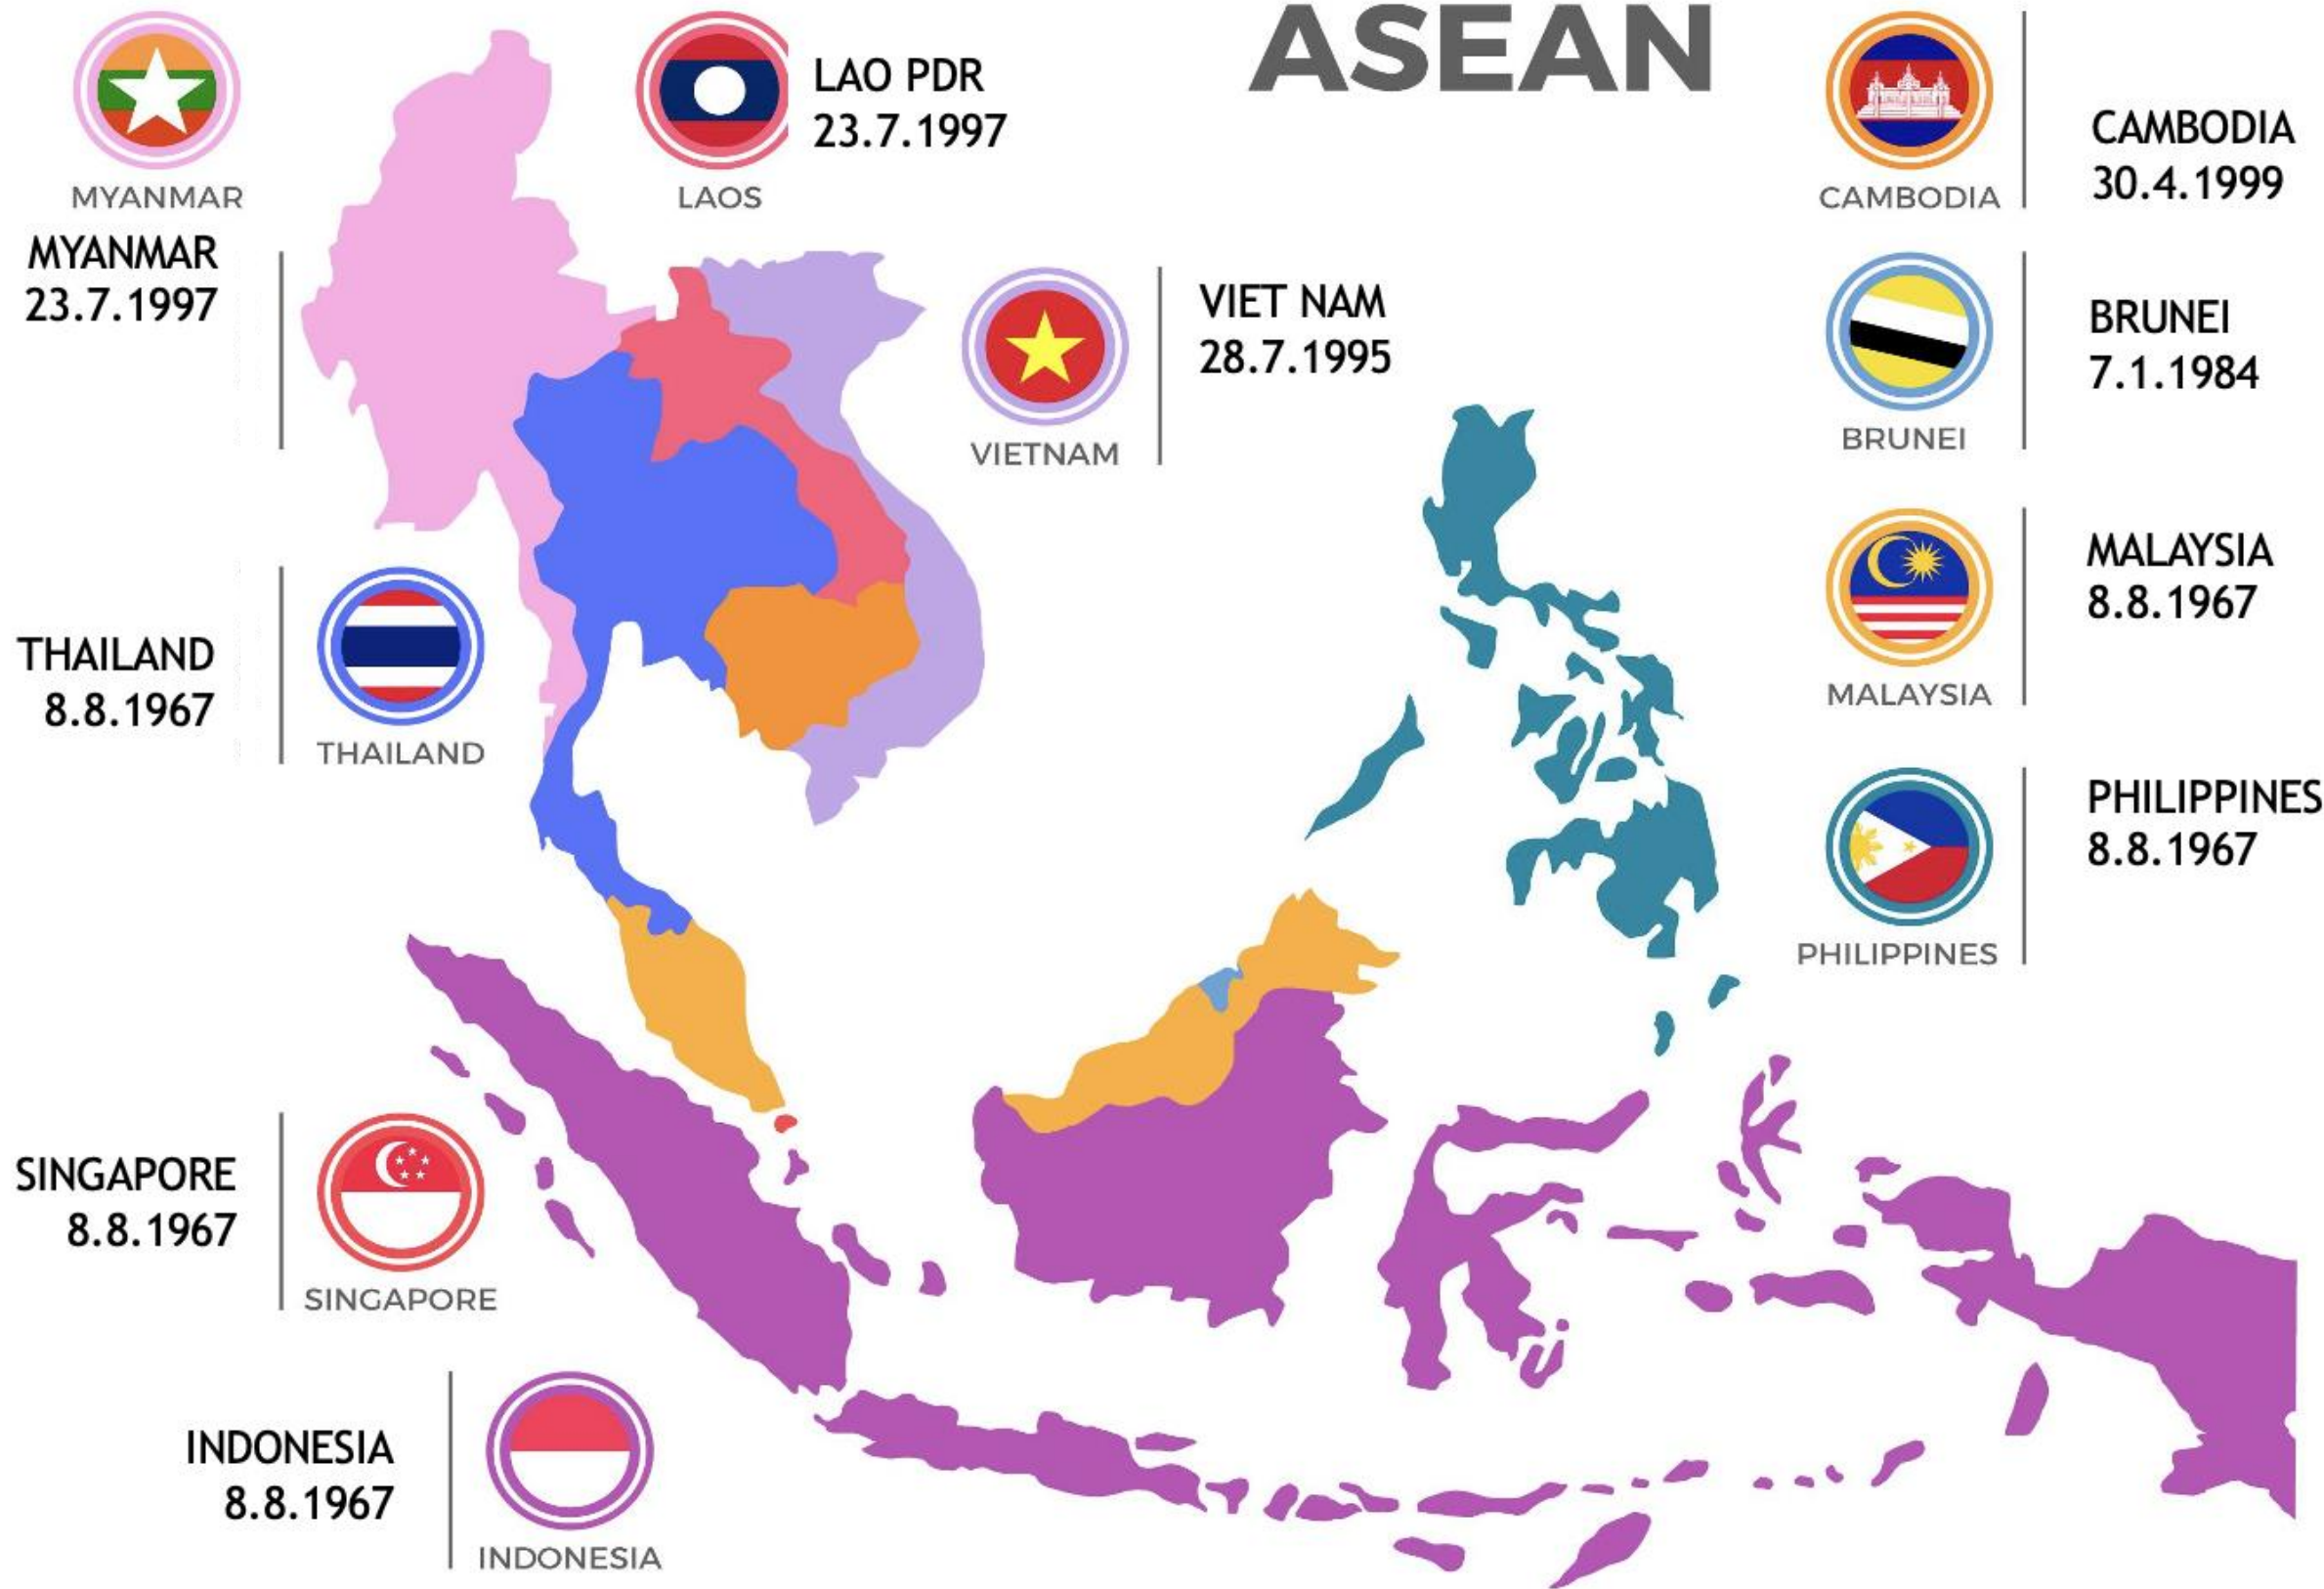 ASEAN
MYANMAR
MYANMAR
23.7.1997
LAOS
LAO PDR
23.7.1997
CAMBODIA
CAMBODIA
30.4.1999
VIETNAM
VIET NAM
28.7.1995
BRUNEI
BRUNEI
7.1.1984
THAILAND
8.8.1967
THAILAND
MALAYSIA
MALAYSIA
8.8.1967
PHILIPPINES
PHILIPPINES
8.8.1967
SINGAPORE
8.8.1967
SINGAPORE
INDONESIA
8.8.1967
INDONESIA